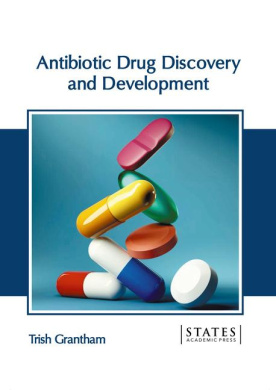 Antibiotic Drug Discovery
and Development
Trish Grantham
STATES
ACADEMIC PRESS